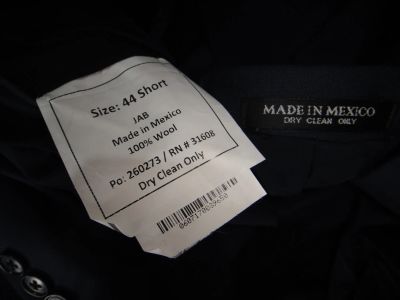 Size: 44 Short
JAB
Made in Mexico
100% Wool
Po: 260273 / RN # 31608
Dry Clean Only
MADE IN MEXICO
DRY CLEAN ONLY